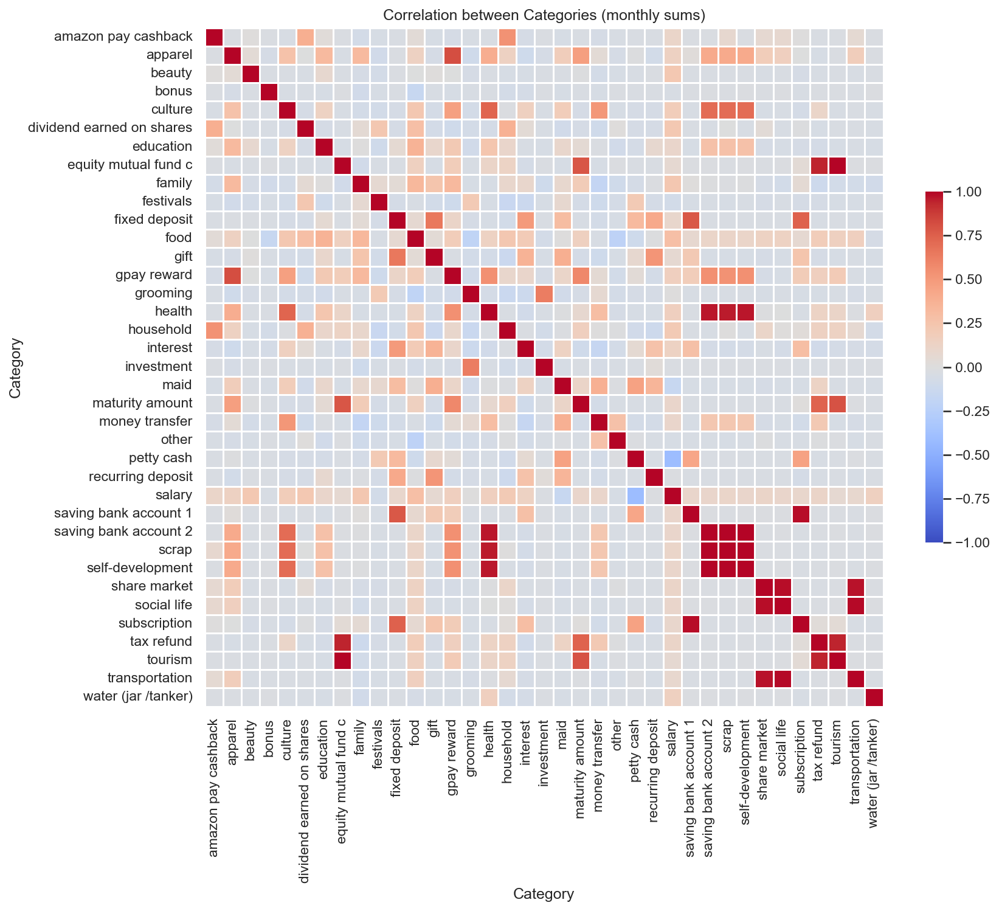 Correlation between Categories (monthly sums)
Category
amazon pay cashback
apparel
beauty
bonus
culture
dividend earned on shares
education
equity mutual fund c
family
festivals
fixed deposit
food
gift
gpay reward
grooming
health
household
interest
investment
maid
maturity amount
money transfer
other
petty cash
recurring deposit
salary
saving bank account 1
saving bank account 2
scrap
self-development
share market
social life
subscription
tax refund
tourism
transportation
water (jar /tanker)
amazon pay cashback
apparel
beauty
bonus
culture
dividend earned on shares
education
equity mutual fund c
family
festivals
fixed deposit
food
gift
gpay reward
grooming
health
household
interest
investment
maid
maturity amount
money transfer
other
petty cash
recurring deposit
salary
saving bank account 1
saving bank account 2
scrap
self-development
share market
social life
subscription
tax refund
tourism
transportation
water (jar /tanker)
Category
1.00
0.75
0.50
0.25
0.00
−0.25
−0.50
−0.75
−1.00